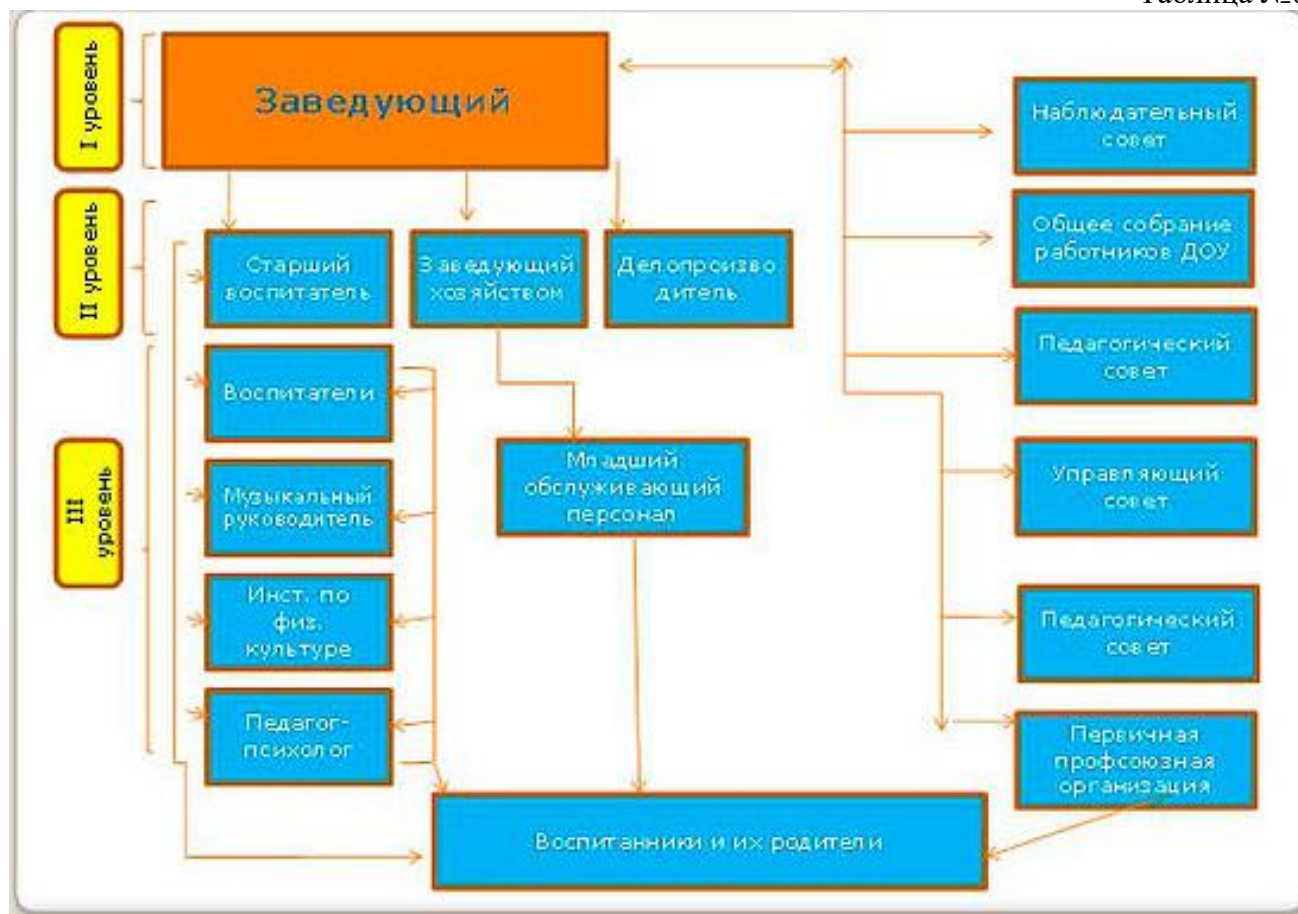 Таблица №
I уровень
Заведующий
Наблюдательный
совет
II уровень
Старший
воспитатель
Заведующий
хозяйством
Делопроизво
дитель
Общее собрание
работников ДОУ
Воспитатели
Педагогический
совет
III
уровень
Музыкальный
руководитель
Младший
обслуживающий
персонал
Управляющий
совет
Инст. по
физ.
культуре
Педагогический
совет
Педагог-
психолог
Первичная
профсоюзная
организация
Воспитанники и их родители